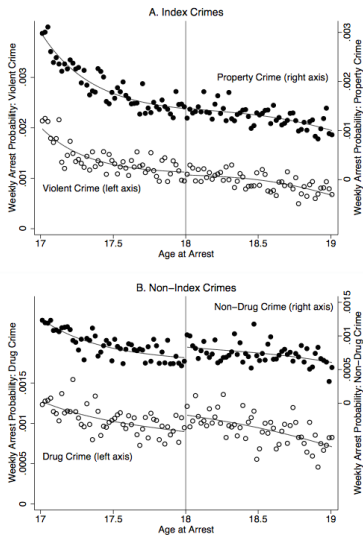 A. Index Crimes
Weekly Arrest Probability: Violent Crime
.003
.002
.001
0
Property Crime (right axis)
Violent Crime (left axis)
.003
.002
.001
0
Weekly Arrest Probability: Property Crime
17
17.5
18
18.5
19
Age at Arrest
B. Non-Index Crimes
Weekly Arrest Probability: Drug Crime
.0015
.001
.0005
0
Non-Drug Crime (right axis)
Drug Crime (left axis)
.0015
.001
.0005
0
Weekly Arrest Probability: Non-Drug Crime
17
17.5
18
18.5
19
Age at Arrest